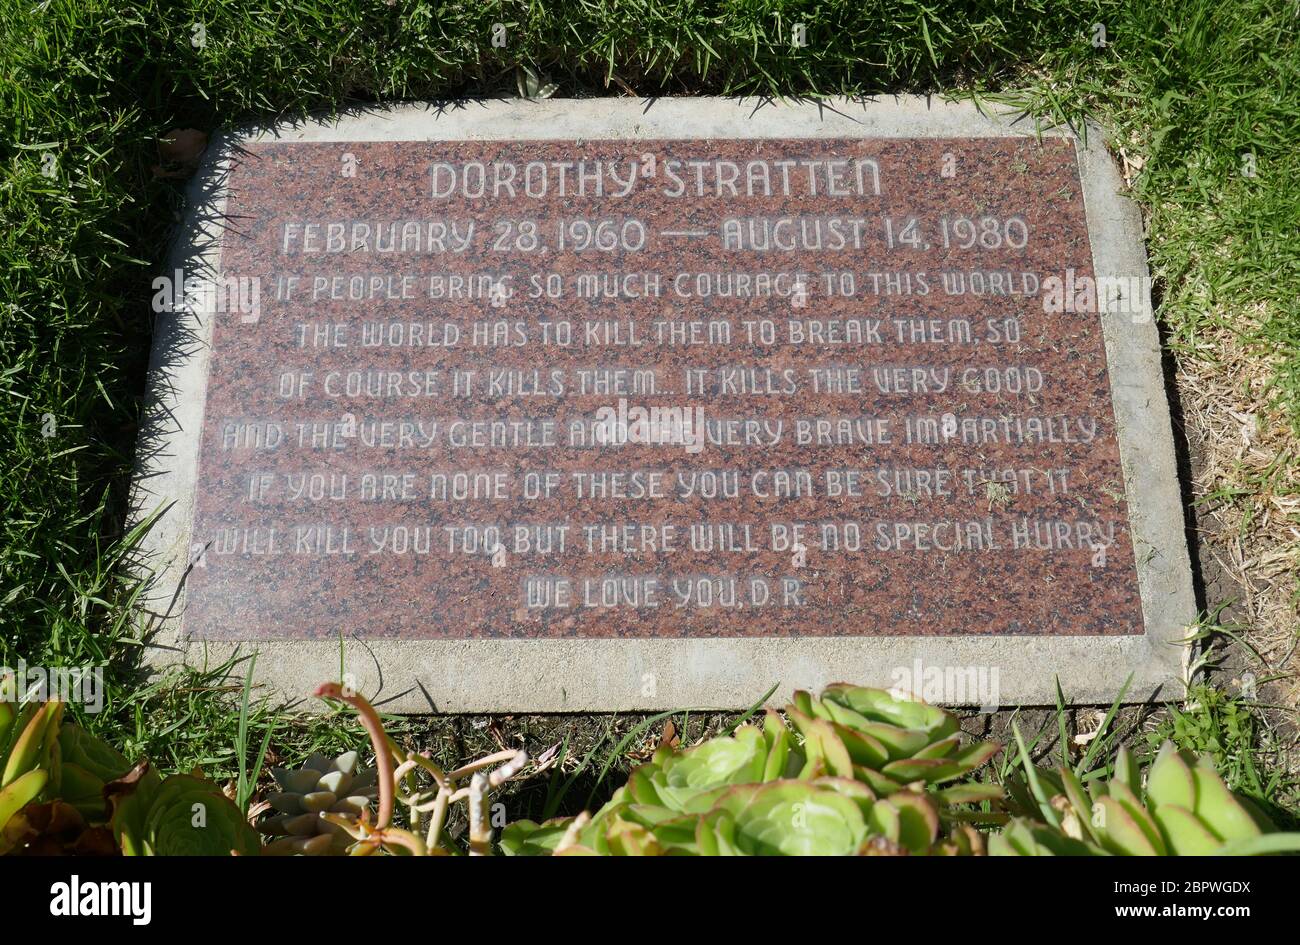 DOROTHY STRATTEN
FEBRUARY 28, 1960 — AUGUST 14, 1980
IF PEOPLE BRING SO MUCH COURAGE TO THIS WORLD
THE WORLD HAS TO KILL THEM TO BREAK THEM, SO
OF COURSE IT KILLS THEM... IT KILLS THE VERY GOOD
AND THE VERY GENTLE AND THE VERY BRAVE IMPARTIALLY
IF YOU ARE NONE OF THESE YOU CAN BE SURE THAT IT
WILL KILL YOU TOO BUT THERE WILL BE NO SPECIAL HURRY
WE LOVE YOU, D.R.
alamy
alamy
Image ID: 2BPWGDX
www.alamy.com